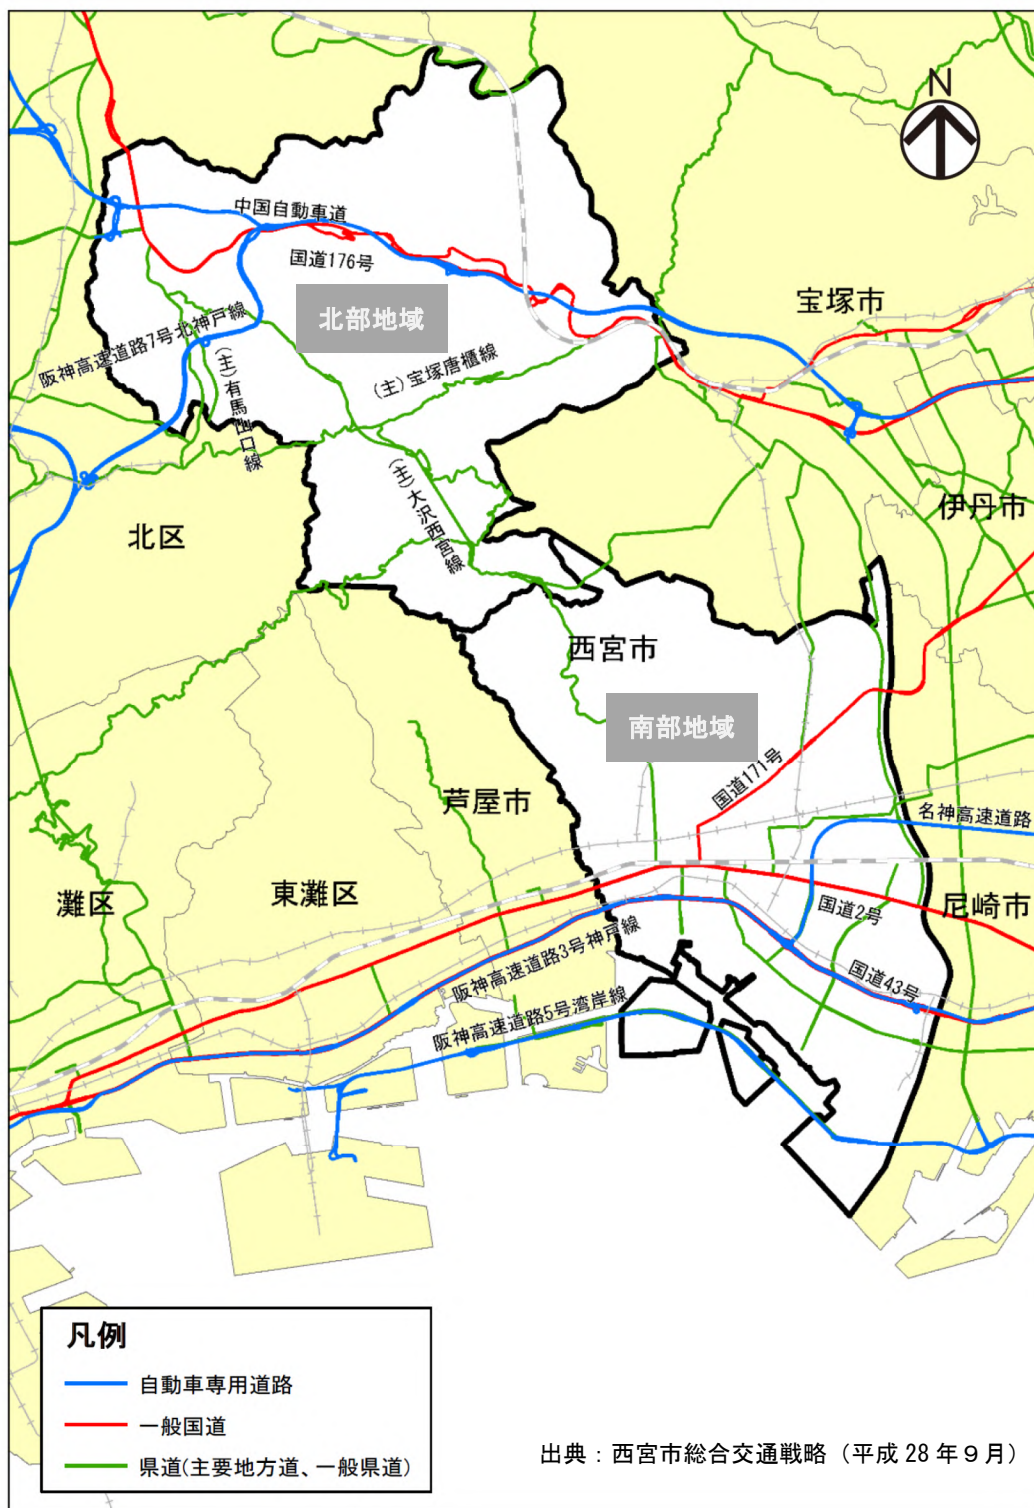 N
中国自動車道
国道176号
北部地域
宝塚市
阪神高速道路7号北神戸線
(主)有馬山口線
(主)宝塚唐櫃線
(主)大沢西宮線
北区
伊丹市
西宮市
南部地域
国道171号
芦屋市
名神高速道路
灘区
東灘区
国道2号
尼崎市
阪神高速道路3号神戸線
国道43号
阪神高速道路5号湾岸線
凡例
自動車専用道路
一般国道
県道(主要地方道、一般県道)
出典：西宮市総合交通戦略（平成28年９月）